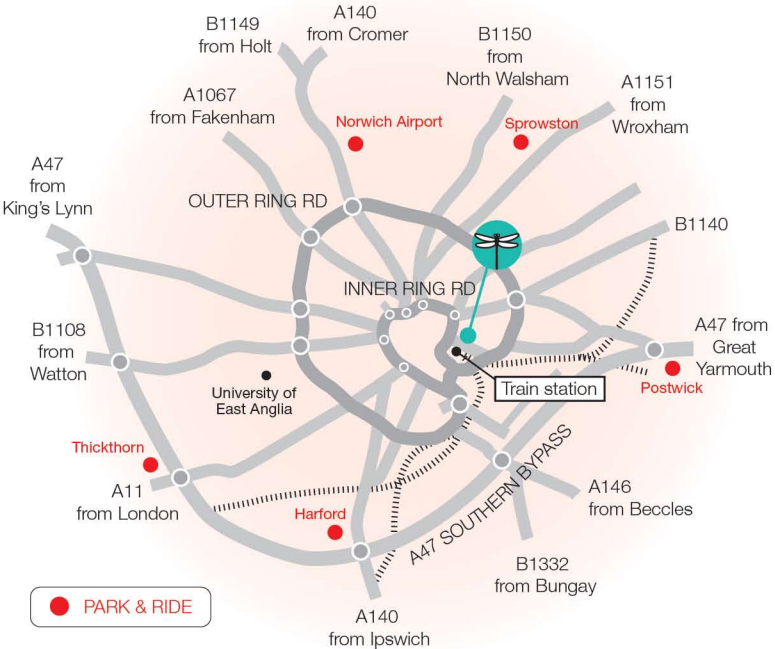 A140
from Cromer
B1149
from Holt
B1150
from
North Walsham
A1151
from
Wroxham
A1067
from Fakenham
Norwich Airport
Sprowston
A47
from
King's Lynn
OUTER RING RD
B1140
INNER RING RD
B1108
from
Watton
A47 from
Great
Yarmouth
University of
East Anglia
Train station
Postwick
Thickthorn
A11
from London
Harford
A47 SOUTHERN BYPASS
A146
from Beccles
B1332
from Bungay
PARK & RIDE
A140
from Ipswich